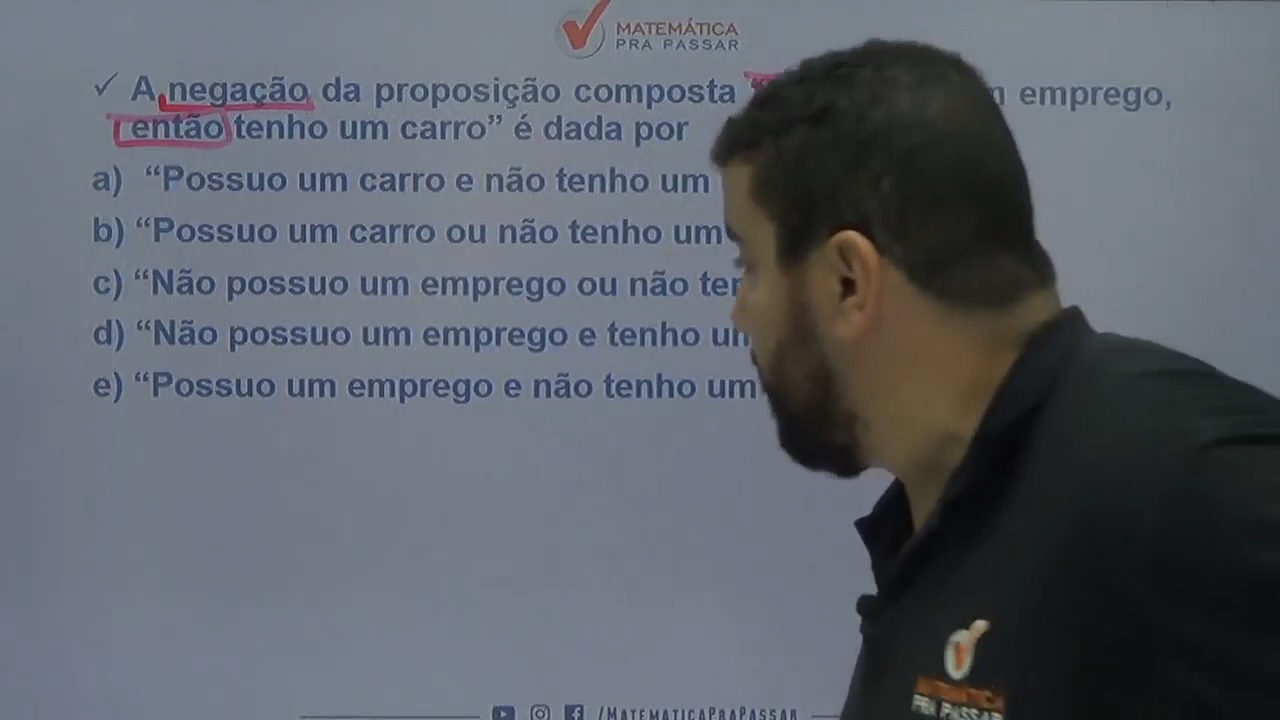 MATEMÁTICA
PRA PASSAR
✓ A negação da proposição composta emprego,
então tenho um carro” é dada por
a) “Possuo um carro e não tenho um
b) “Possuo um carro ou não tenho um
c) “Não possuo um emprego ou não
d) “Não possuo um emprego e tenho
e) “Possuo um emprego e não tenho um
MATEMÁTICA
PRA PASSAR
/MATEMATICAPRAPASSAR